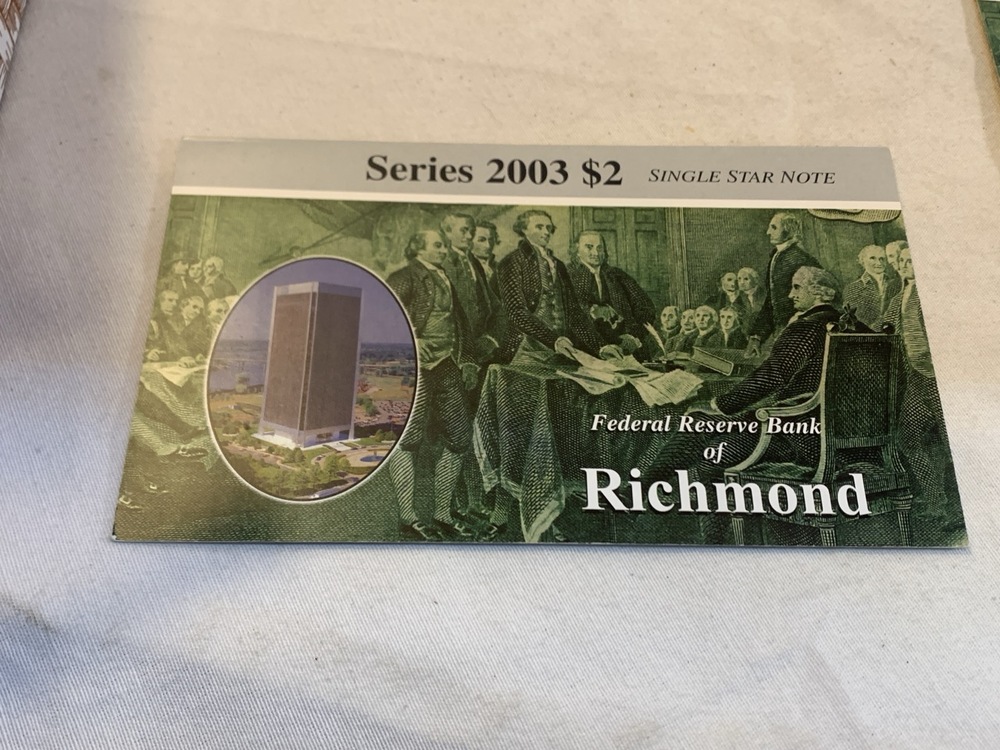 Series 2003 $2 SINGLE STAR NOTE
Federal Reserve Bank
of
Richmond